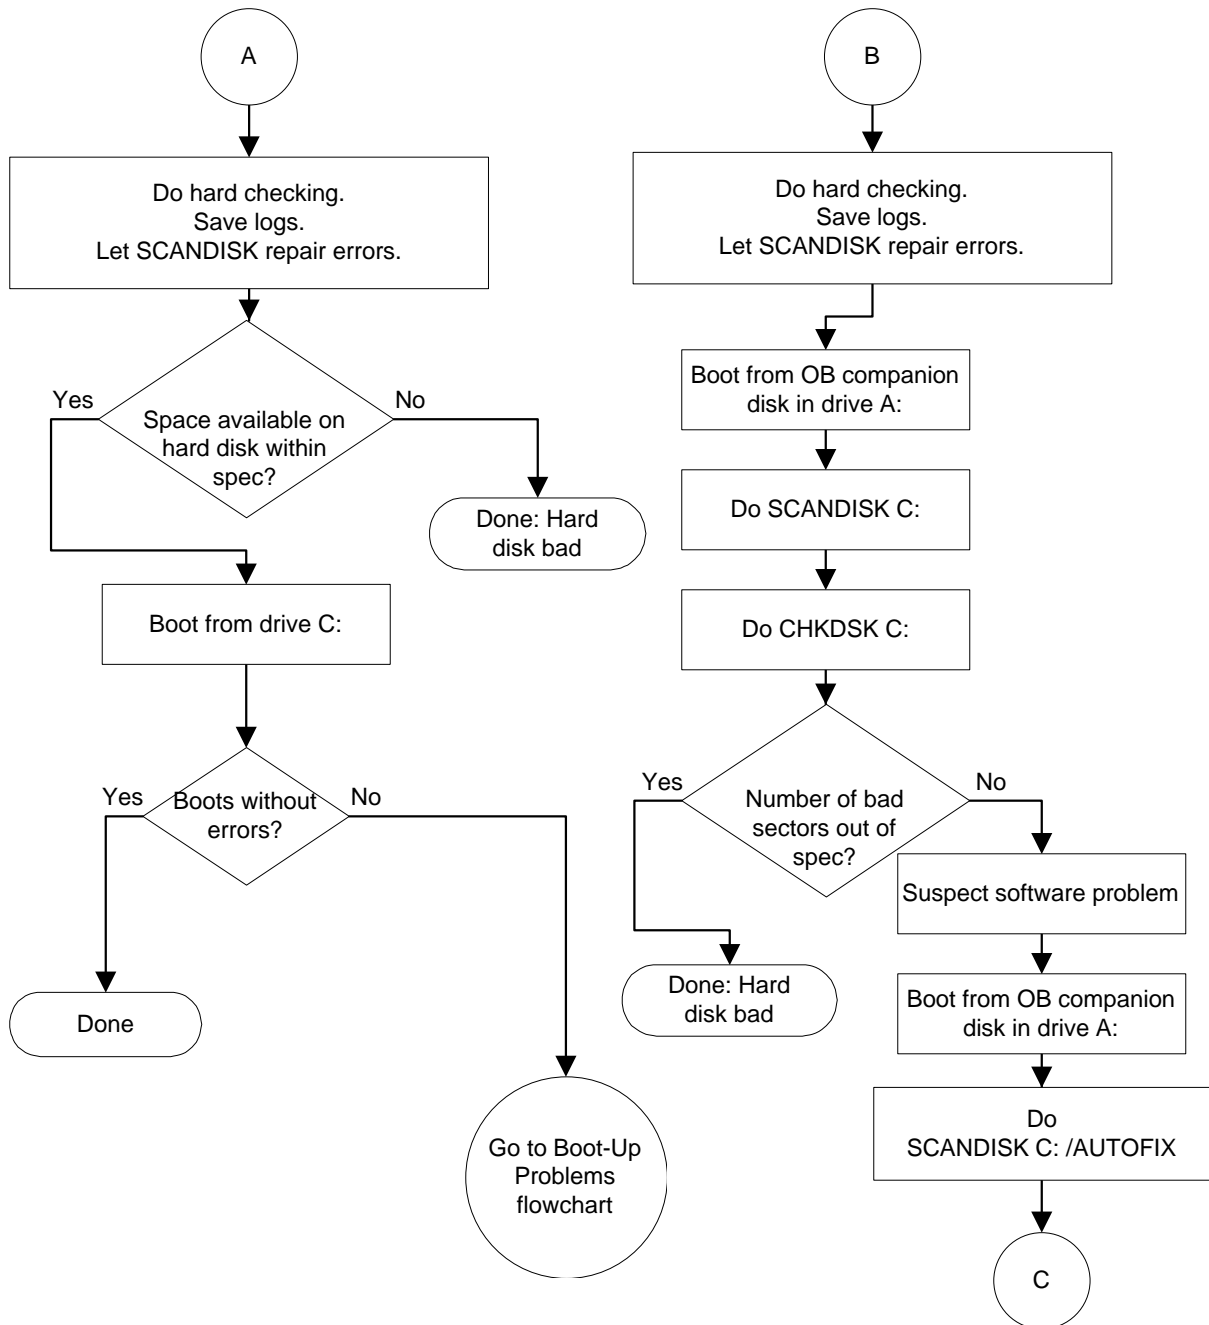 A
Do hard checking.
Save logs.
Let SCANDISK repair errors.
Yes
No
Space available on
hard disk within
spec?
Done: Hard
disk bad
Boot from drive C:
Yes
Boots without
errors?
No
Done
Go to Boot-Up
Problems
flowchart
B
Do hard checking.
Save logs.
Let SCANDISK repair errors.
Boot from OB companion
disk in drive A:
Do SCANDISK C:
Do CHKDSK C:
Yes
No
Number of bad
sectors out of
spec?
Done: Hard
disk bad
Suspect software problem
Boot from OB companion
disk in drive A:
Do
SCANDISK C: /AUTOFIX
C